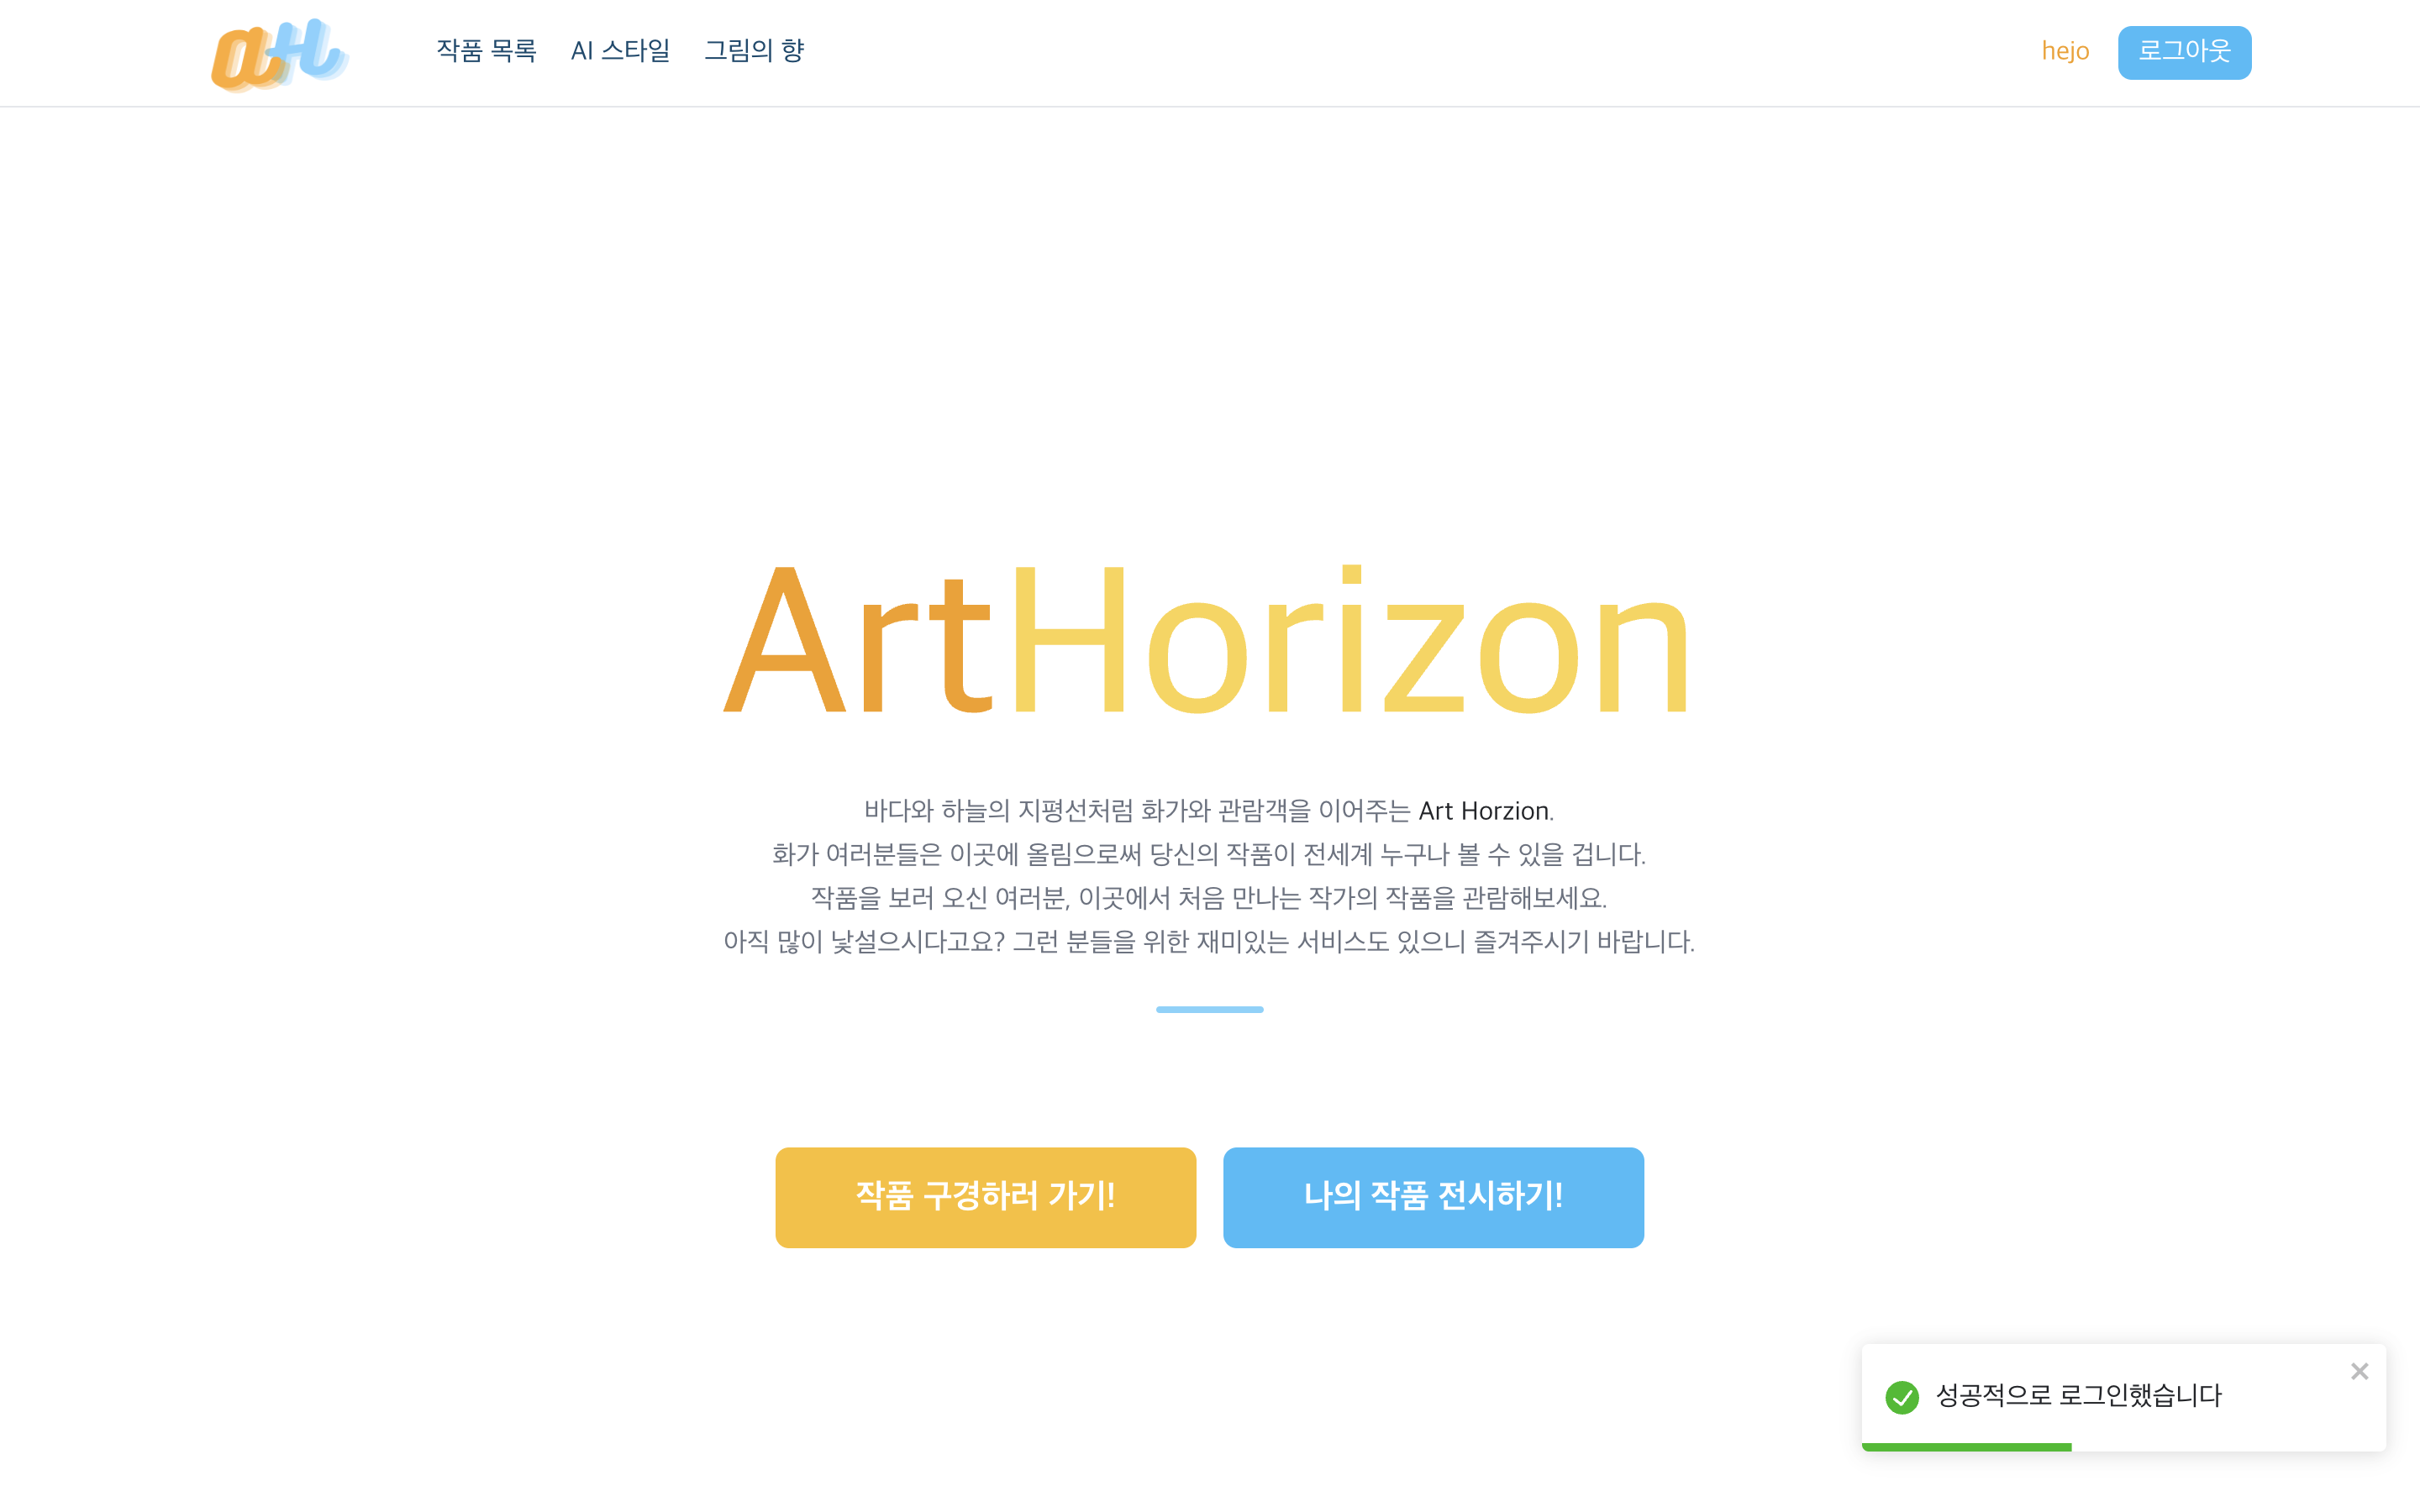 aH
작품 목록 AI 스타일 그림의 향
hejo 로그아웃
ArtHorizon
바다와 하늘의 지평선처럼 화가와 관람객을 이어주는 Art Horzion.
화가 여러분들은 이곳에 올림으로써 당신의 작품이 전세계 누구나 볼 수 있을 겁니다.
작품을 보러 오신 여러분, 이곳에서 처음 만나는 작가의 작품을 관람해보세요.
아직 많이 낯설으시다고요? 그런 분들을 위한 재미있는 서비스도 있으니 즐겨주시기 바랍니다.
작품 구경하러 가기!
나의 작품 전시하기!
성공적으로 로그인했습니다